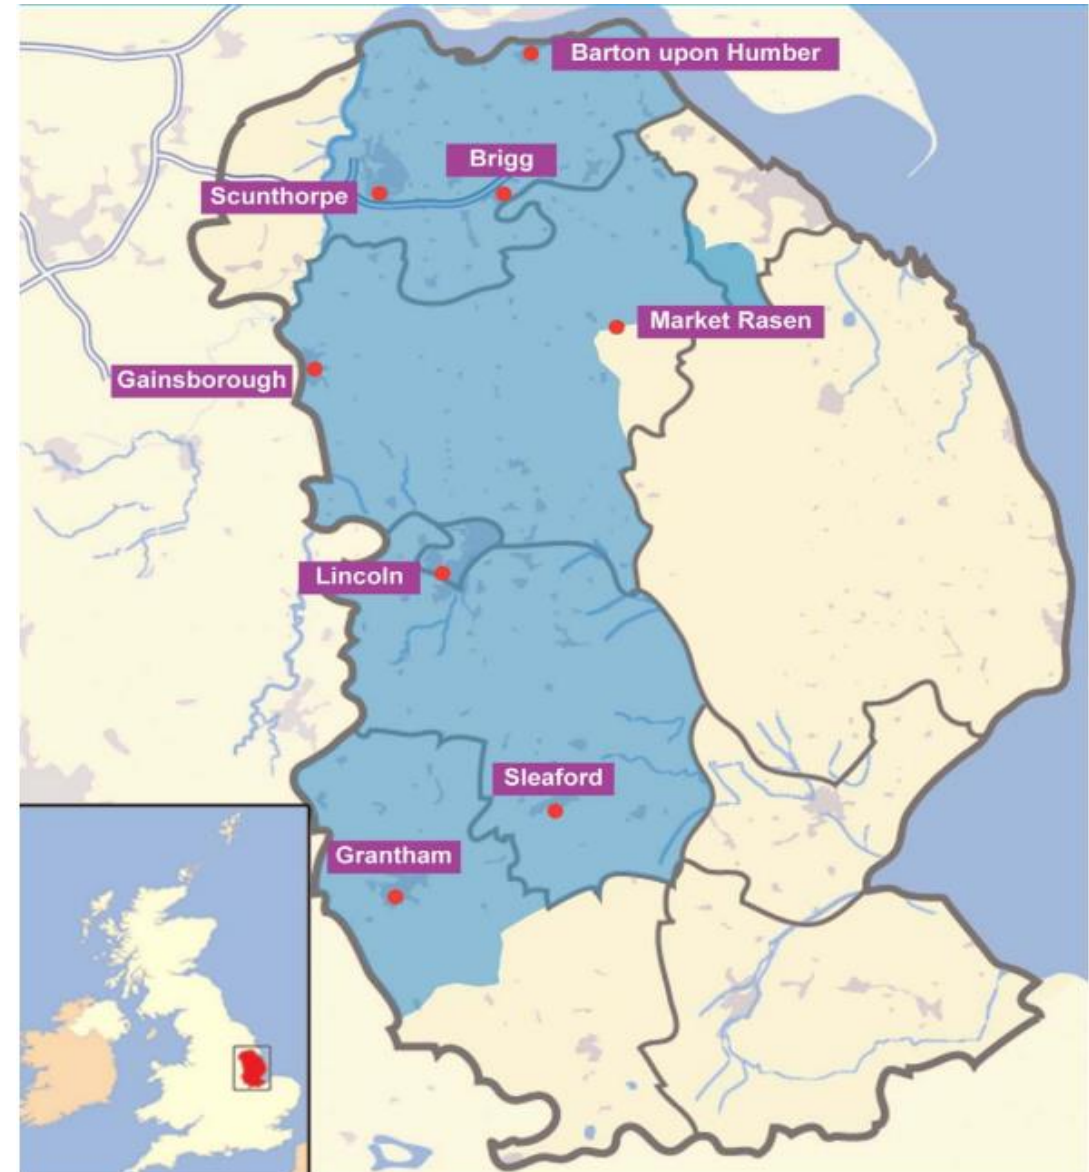 Barton upon Humber
Brigg
Scunthorpe
Market Rasen
Gainsborough
Lincoln
Sleaford
Grantham